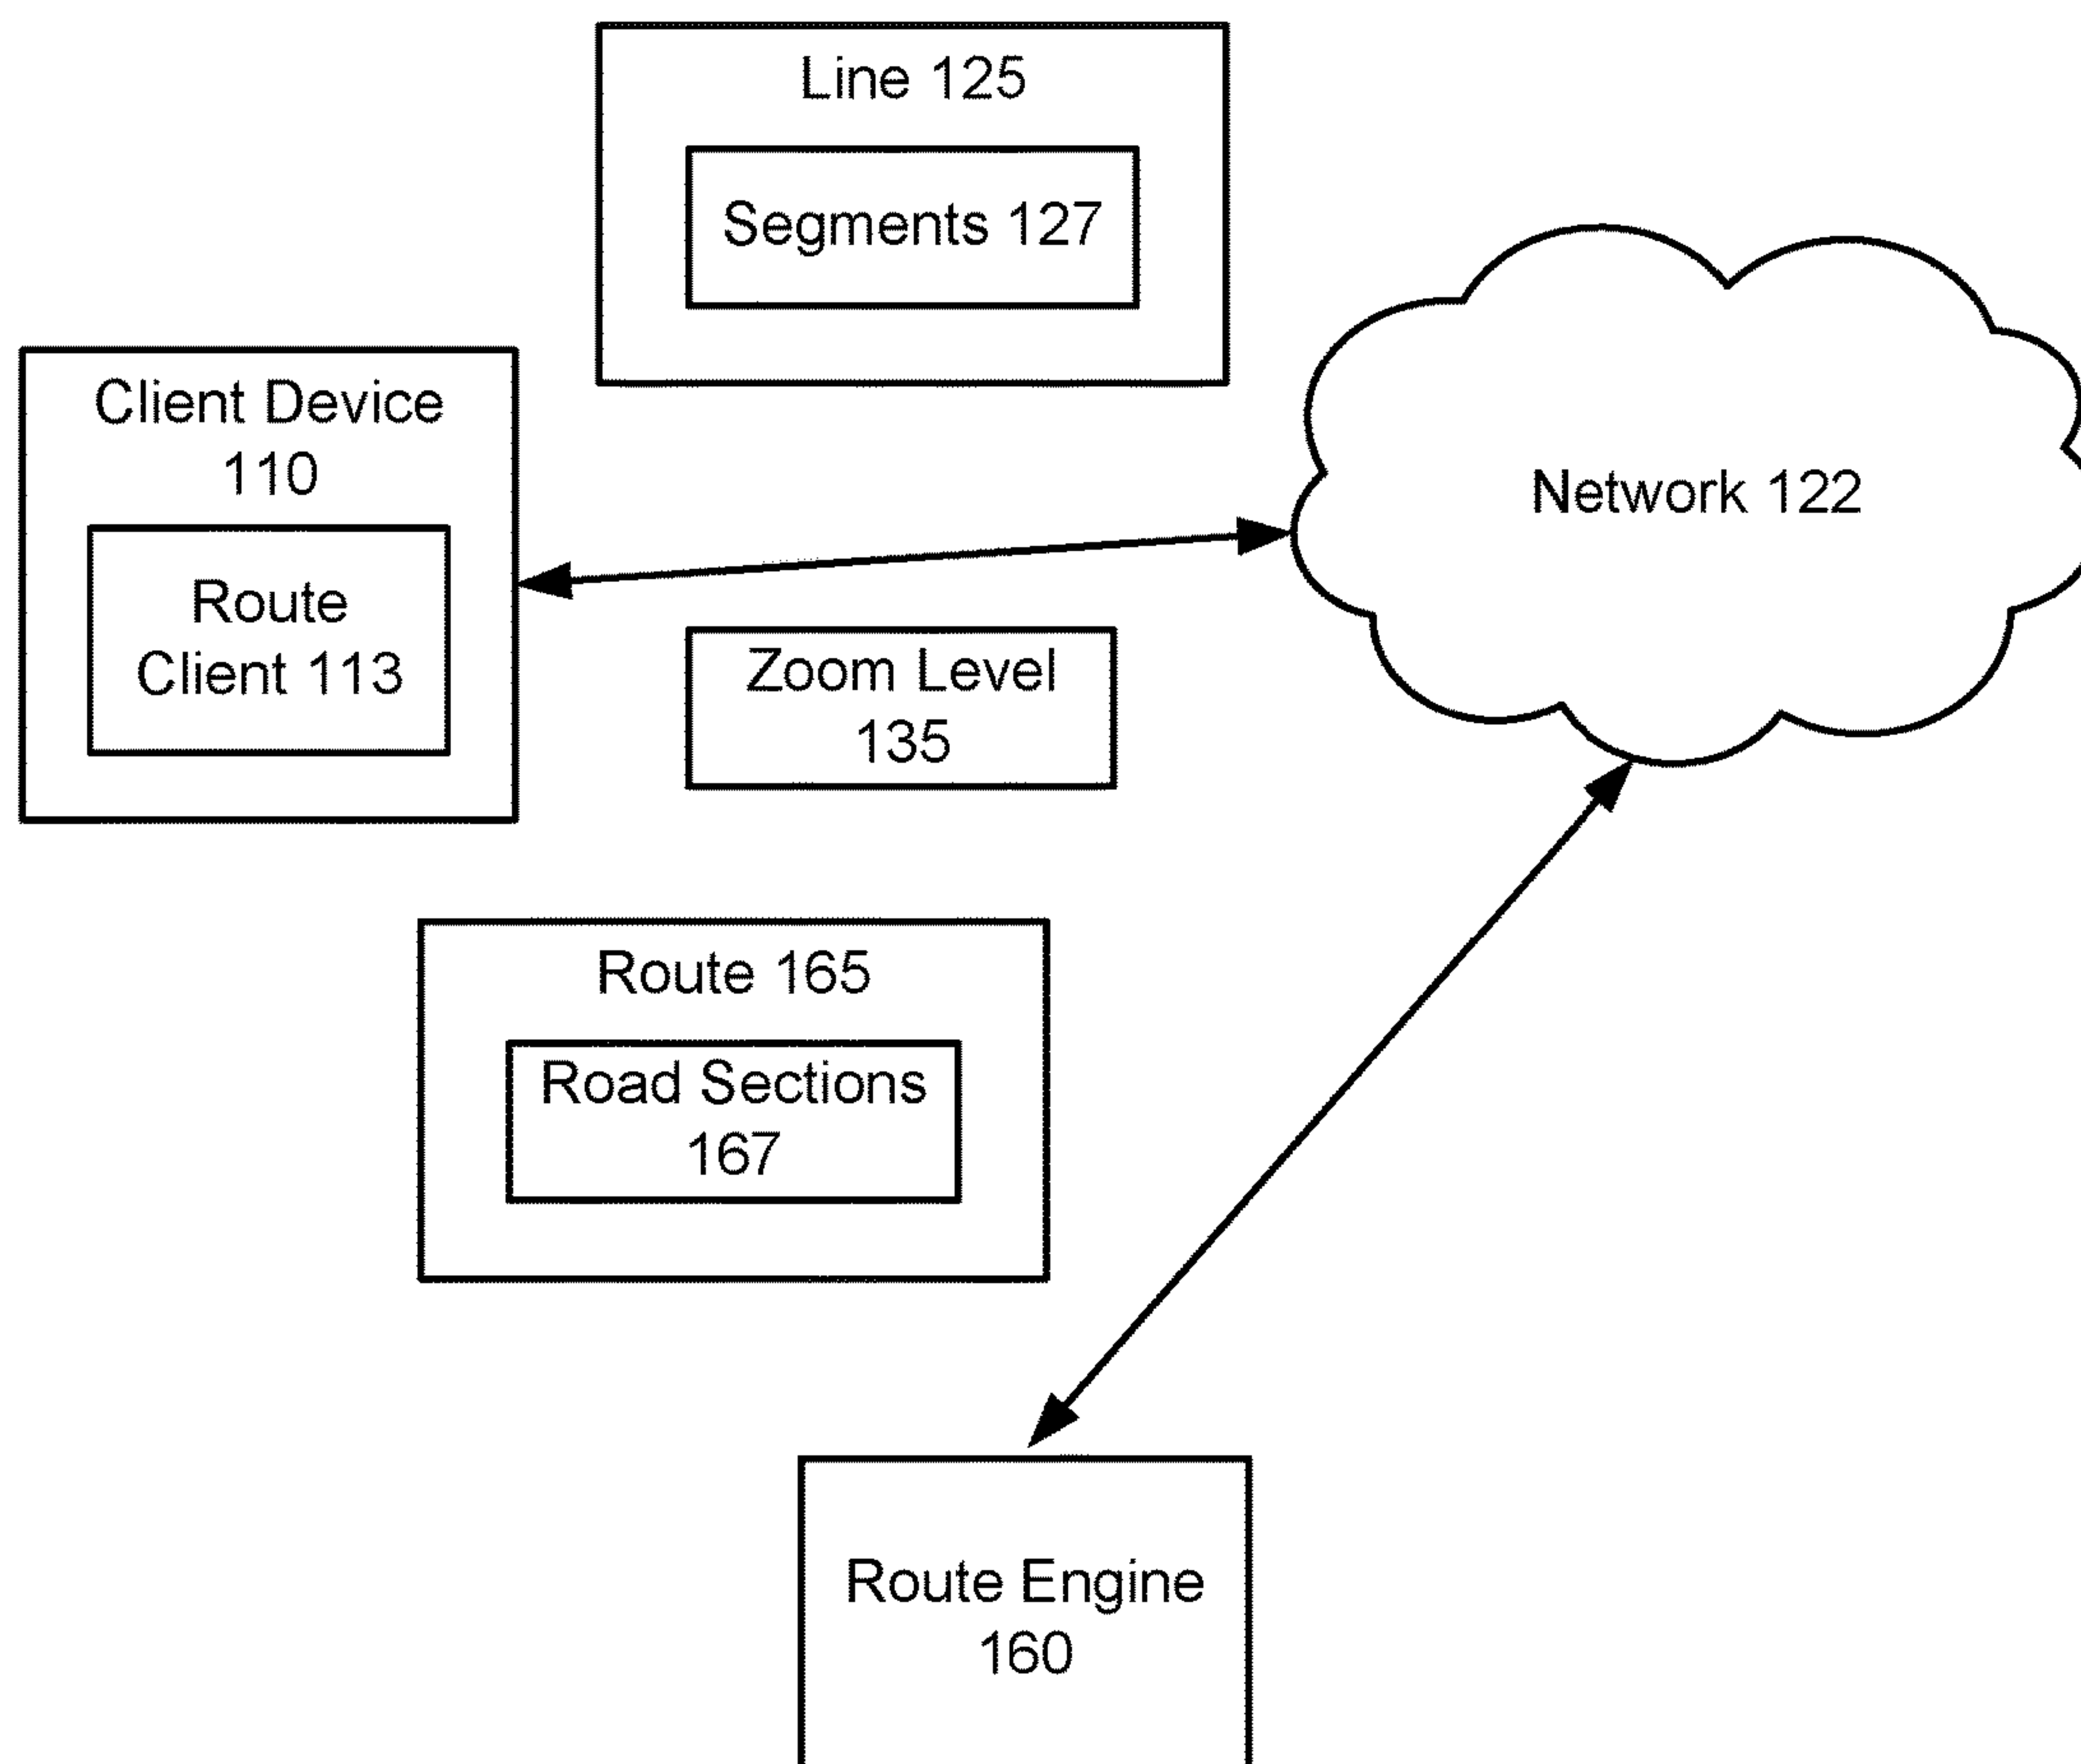 Line 125
Segments 127
Client Device
110
Route
Client 113
Network 122
Zoom Level
135
Route 165
Road Sections
167
Route Engine
160